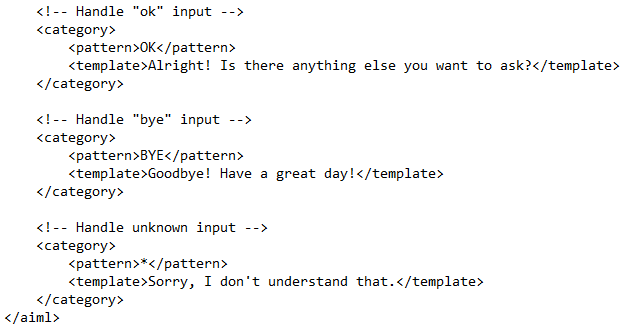 <!-- Handle "ok" input -->
<category>
<pattern>OK</pattern>
<template>Alright! Is there anything else you want to ask?</template>
</category>
<!-- Handle "bye" input -->
<category>
<pattern>BYE</pattern>
<template>Goodbye! Have a great day!</template>
</category>
<!-- Handle unknown input -->
<category>
<pattern>*</pattern>
<template>Sorry, I don't understand that.</template>
</category>
</aiml>